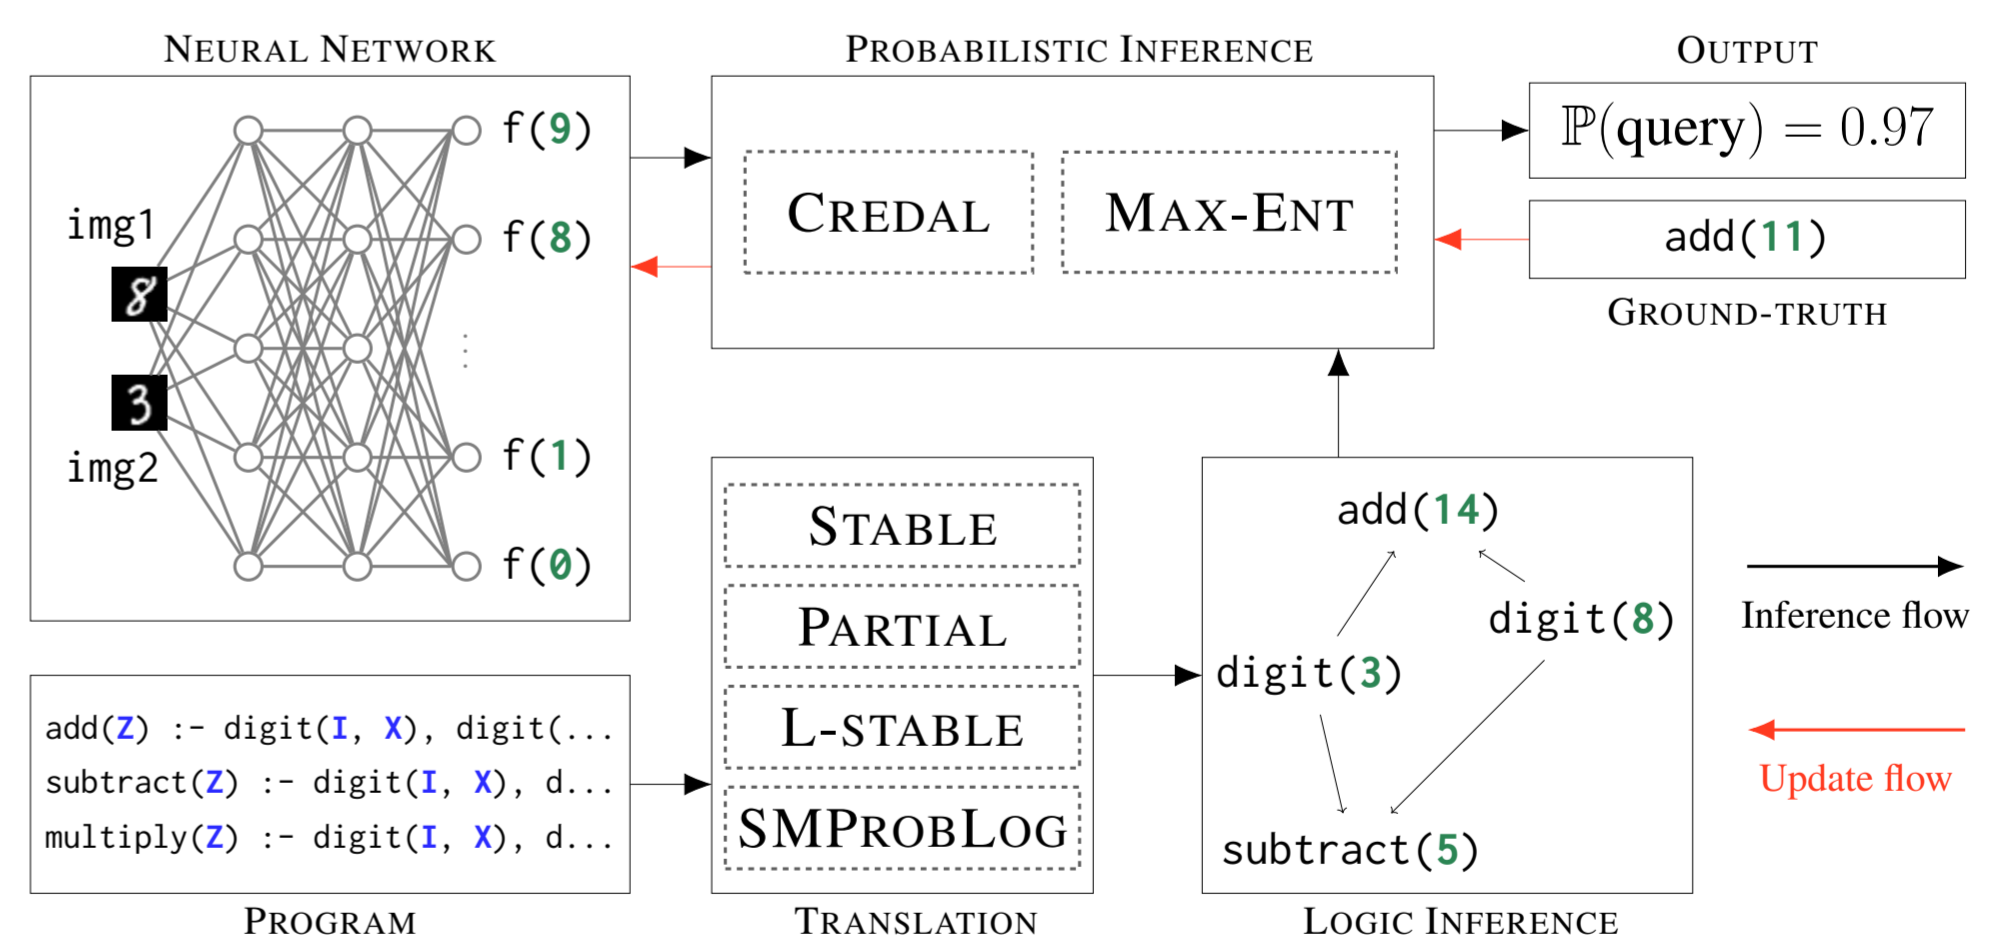 NEURAL NETWORK
img1
8
3
img2
f(9)
f(8)
f(1)
f(0)
PROBABILISTIC INFERENCE
CREDAL
MAX-ENT
OUTPUT
ℙ(query) = 0.97
add(11)
GROUND-TRUTH
add(Z) :- digit(I, X), digit(...
subtract(Z) :- digit(I, X), d...
multiply(Z) :- digit(I, X), d...
PROGRAM
STABLE
PARTIAL
L-STABLE
SMPROBLOG
TRANSLATION
add(14)
digit(8)
digit(3)
subtract(5)
LOGIC INFERENCE
Inference flow
Update flow